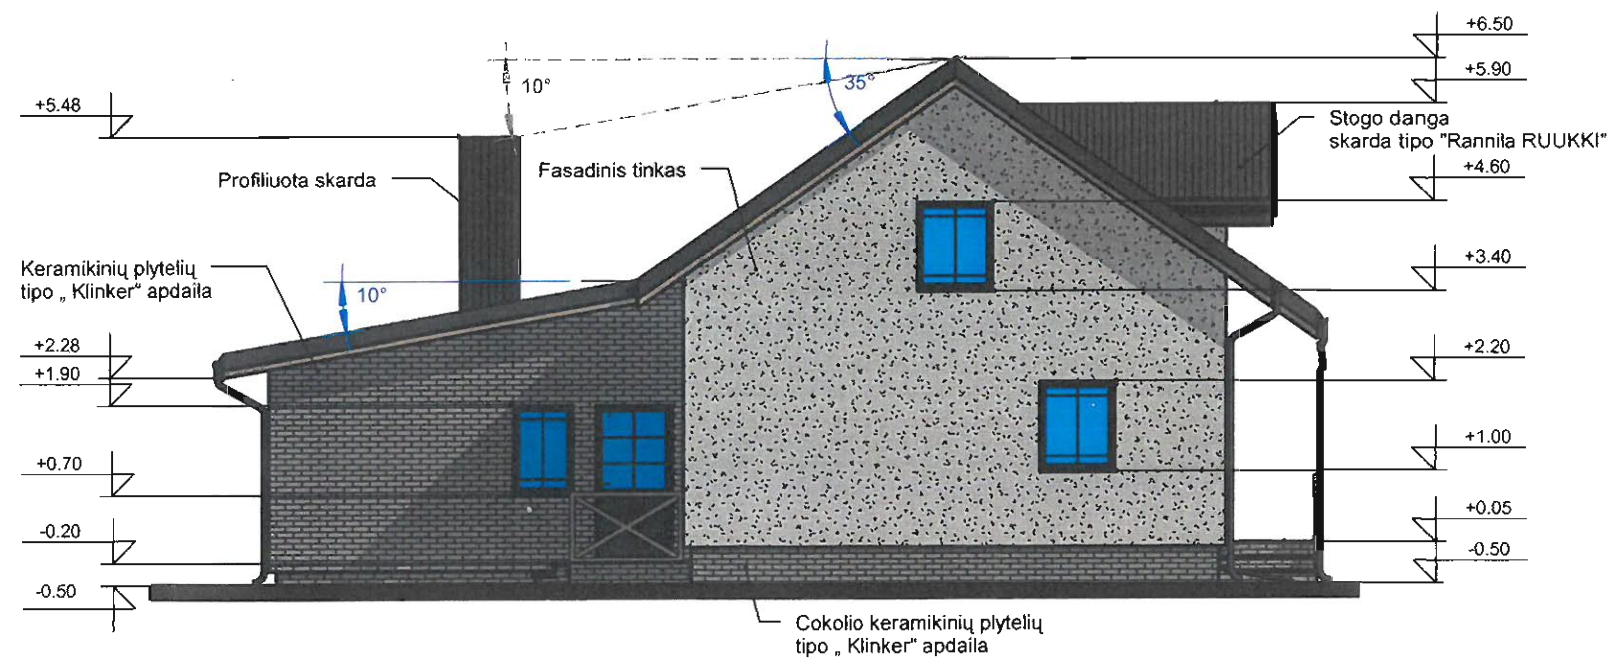 +6.50
+5.90
10°
35°
+5.48
Stogo danga
skarda tipo "Rannila RUUKKI"
Fasadinis tinkas
Profiliuota skarda
+4.60
Keramikinių plytelių
tipo „ Klinker" apdaila
+3.40
10°
+2.28
+2.20
+1.90
+0.70
+1.00
+0.05
-0.20
-0.50
-0.50
Cokolio keramikinių plytelių
tipo „ Klinker" apdaila